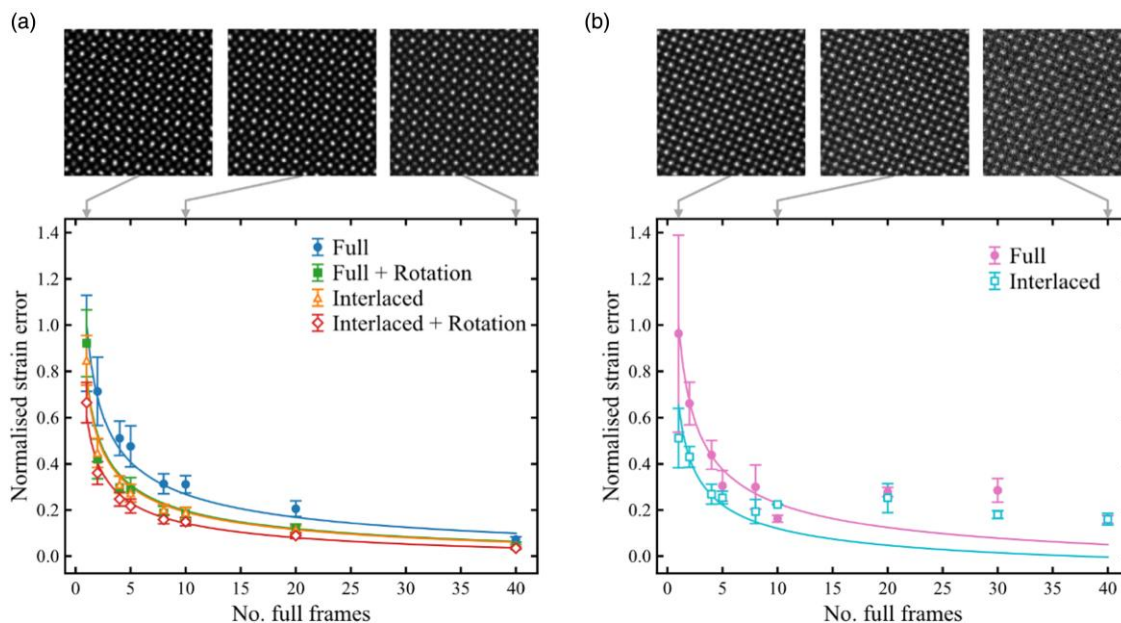 (a)
1.4
1.2
1.0
0.8
0.6
0.4
0.2
0.0
Normalised strain error
Full
Full + Rotation
Interlaced
Interlaced + Rotation
0 5 10 15 20 25 30 35 40
No. full frames
(b)
1.4
1.2
1.0
0.8
0.6
0.4
0.2
0.0
Normalised strain error
Full
Interlaced
0 5 10 15 20 25 30 35 40
No. full frames